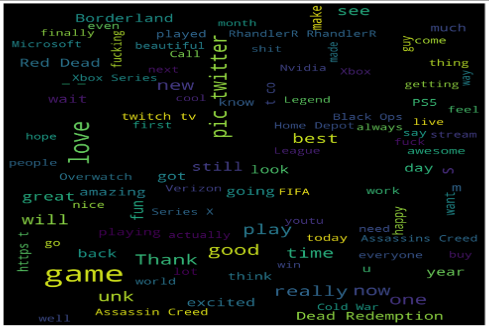 Borderland
month
make
see
finally even
fucking
played
RhandlerR RhandlerR
guy
much
come
Microsoft
beautiful
Call
shit
made
thing
way
Red Dead
next
Nvidia
Xbox
Xbox Series
new
getting
wait
cool
know
t co
Legend
PS5
feel
pic twitter
twitch tv
Black Ops
live
first
Home Depot
always
say
stream
hope
love
best
fuck
League
awesome
people
still
look
day
s
Overwatch
got
amazing
Verizon
going
FIFA
work
want
m
great
nice
fun
Series X
happy
will
youtu
https t
playing
actually
play
need
Assassins Creed
go
today
back
Thank
good
time
everyone
buy
game
lot
win
u
year
world
think
unk
excited
really
now
one
Cold War
well
Assassin Creed
Dead Redemption